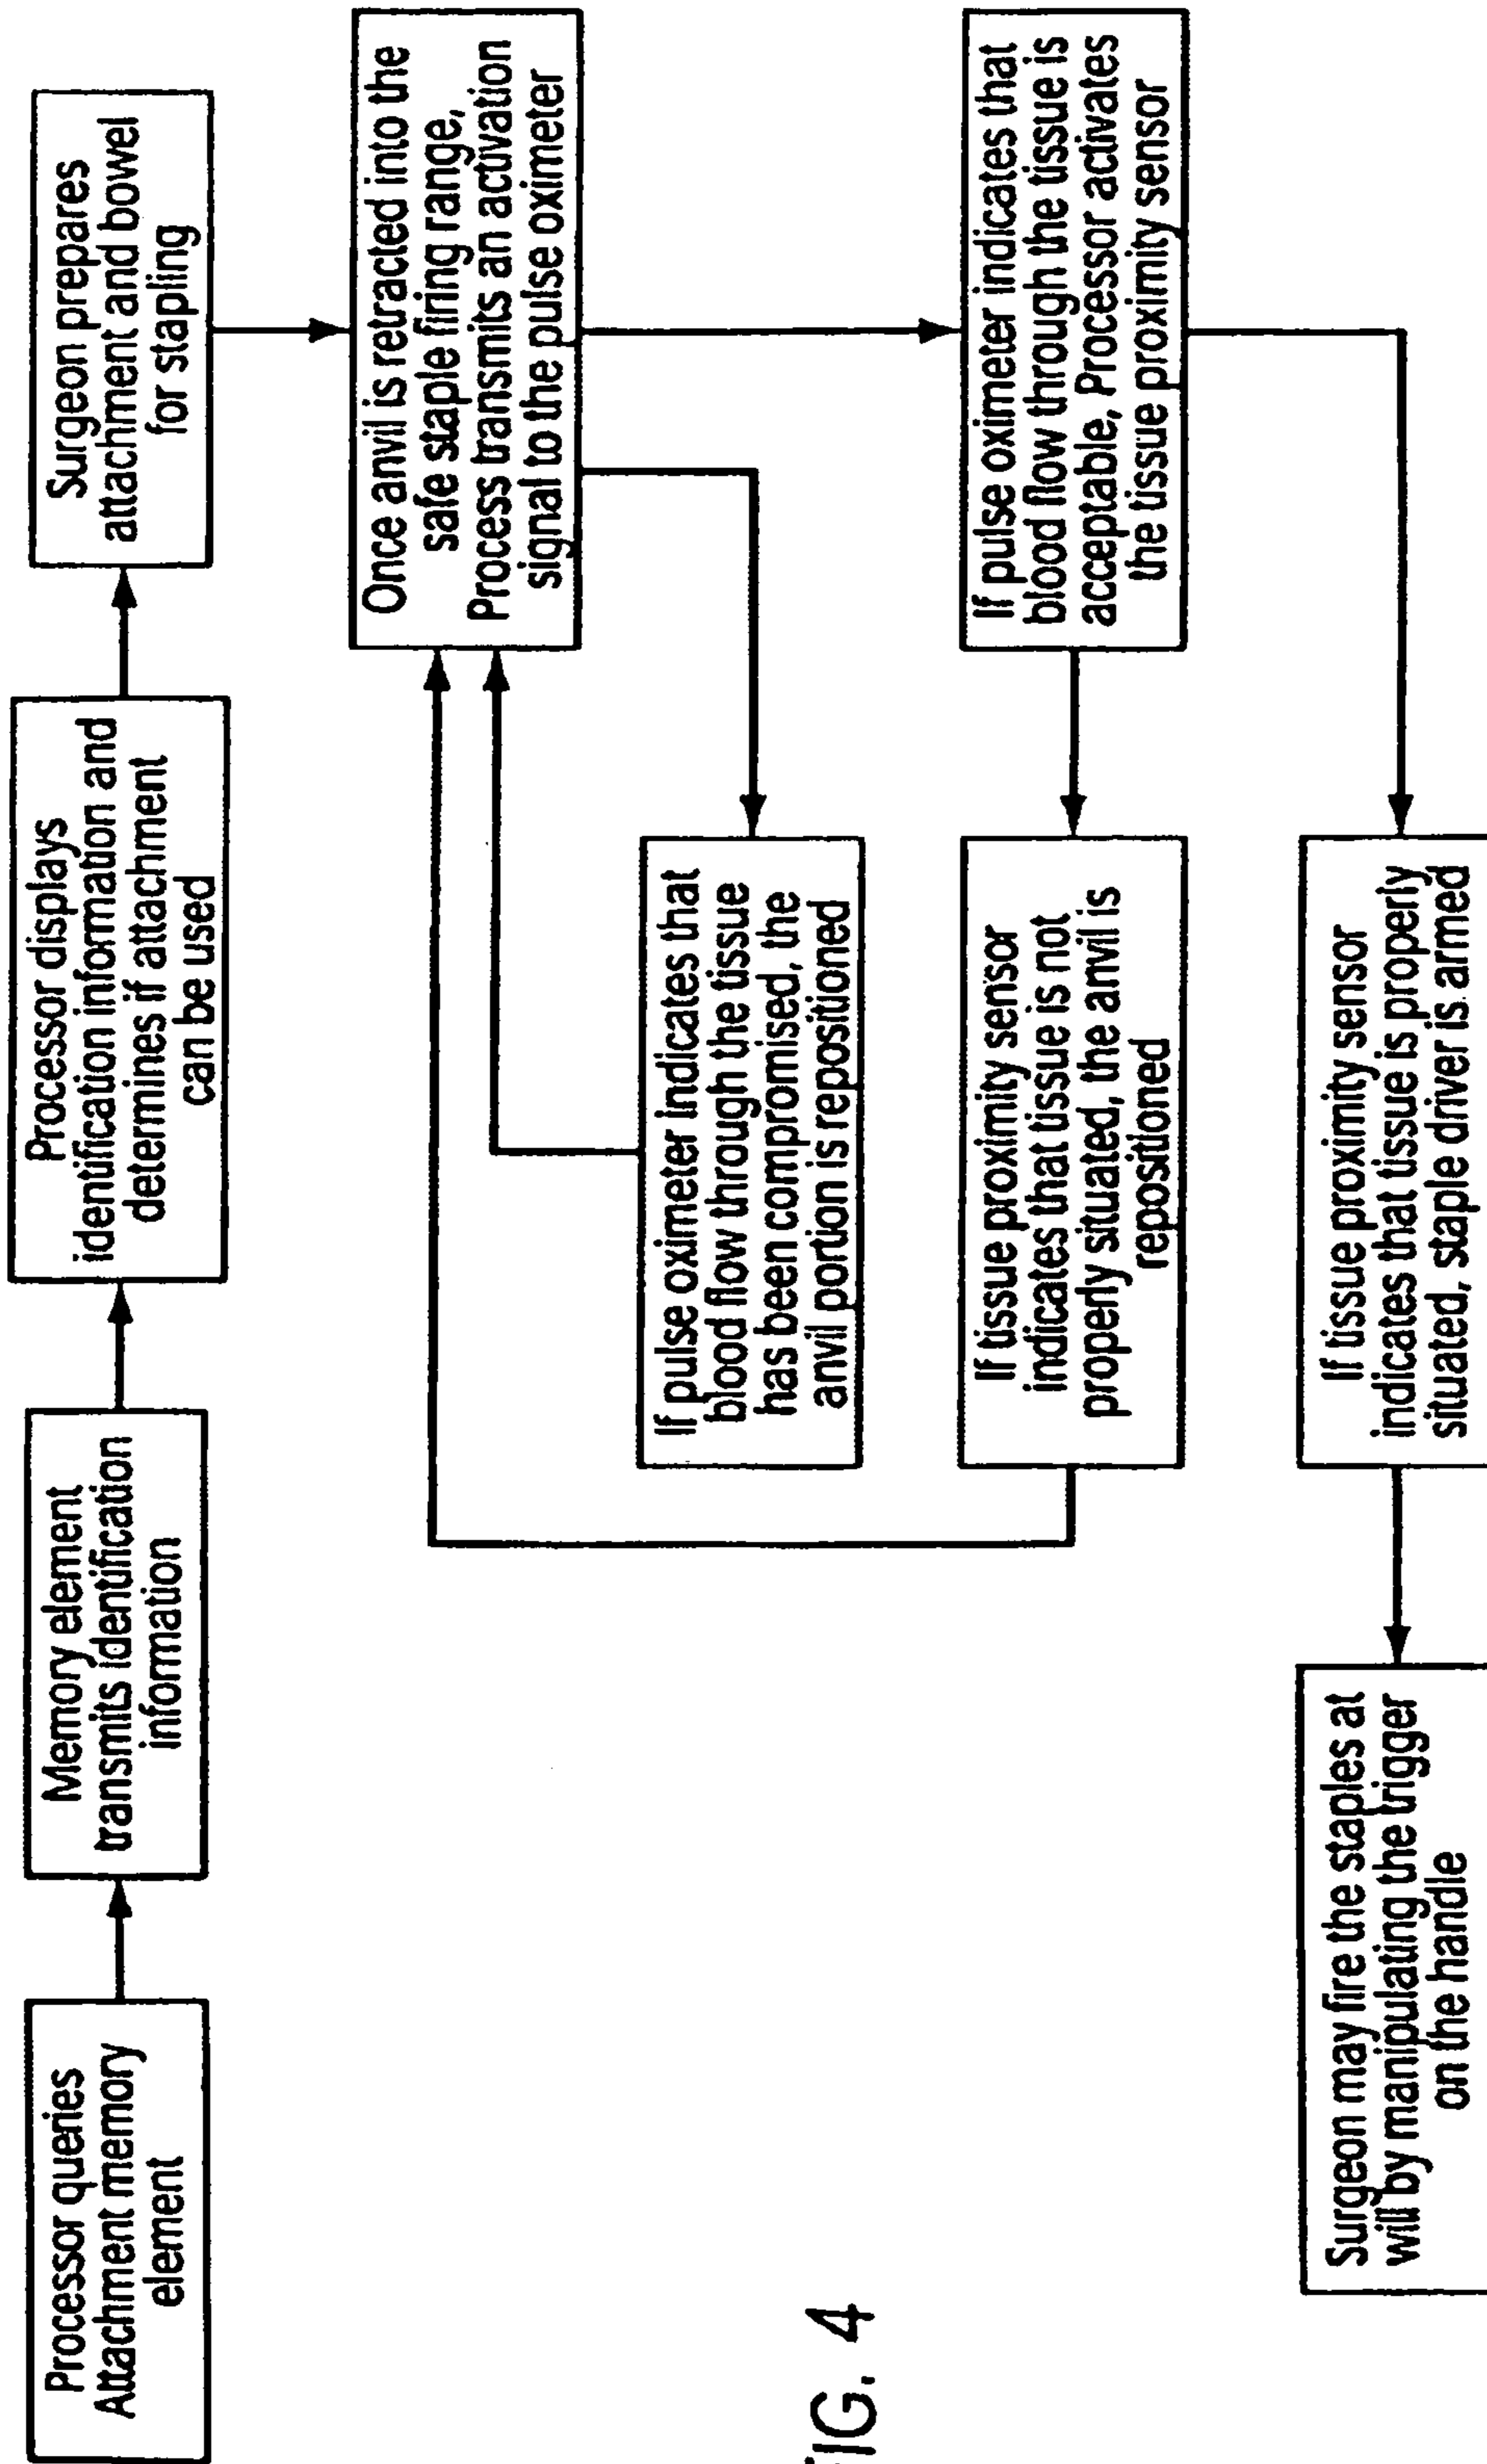 Processor queries
Attachment memory
element
Memory element
transmits identification
information
Processor displays
identification information and
determines if attachment
can be used
Surgeon prepares
attachment and bowel
for stapling
Once anvil is retracted into the
safe staple firing range,
Process transmits an activation
signal to the pulse oximeter
If pulse oximeter indicates that
blood flow through the tissue
has been compromised, the
anvil portion is repositioned
If pulse oximeter indicates that
blood flow through the tissue is
acceptable, Processor activates
the tissue proximity sensor
If tissue proximity sensor
indicates that tissue is not
properly situated, the anvil is
repositioned
If tissue proximity sensor
indicates that tissue is properly
situated, staple driver is armed
Surgeon may fire the staples at
will by manipulating the trigger
on the handle
FIG. 4